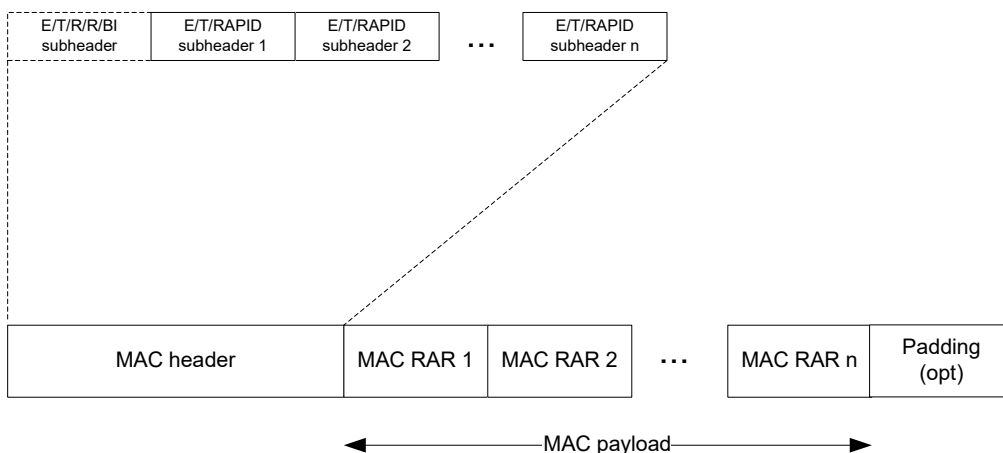 E/T/R/R/BI
subheader
E/T/RAPID
subheader 1
E/T/RAPID
subheader 2
...
E/T/RAPID
subheader n
MAC header
MAC RAR 1
MAC RAR 2
...
MAC RAR n
Padding
(opt)
MAC payload